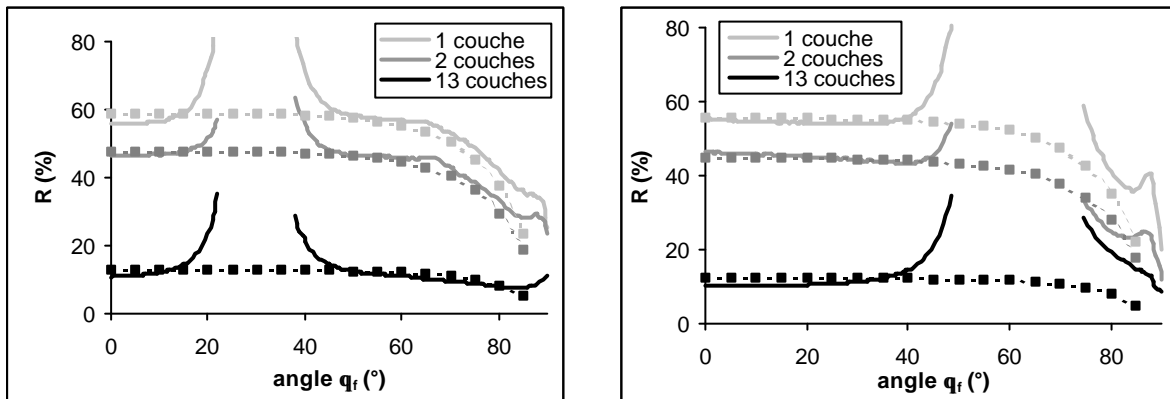 80
60
40
20
0
R (%)
0 20 40 60 80
angle qf (°)
1 couche
2 couches
13 couches
80
60
40
20
0
R (%)
0 20 40 60 80
angle qf (°)
1 couche
2 couches
13 couches